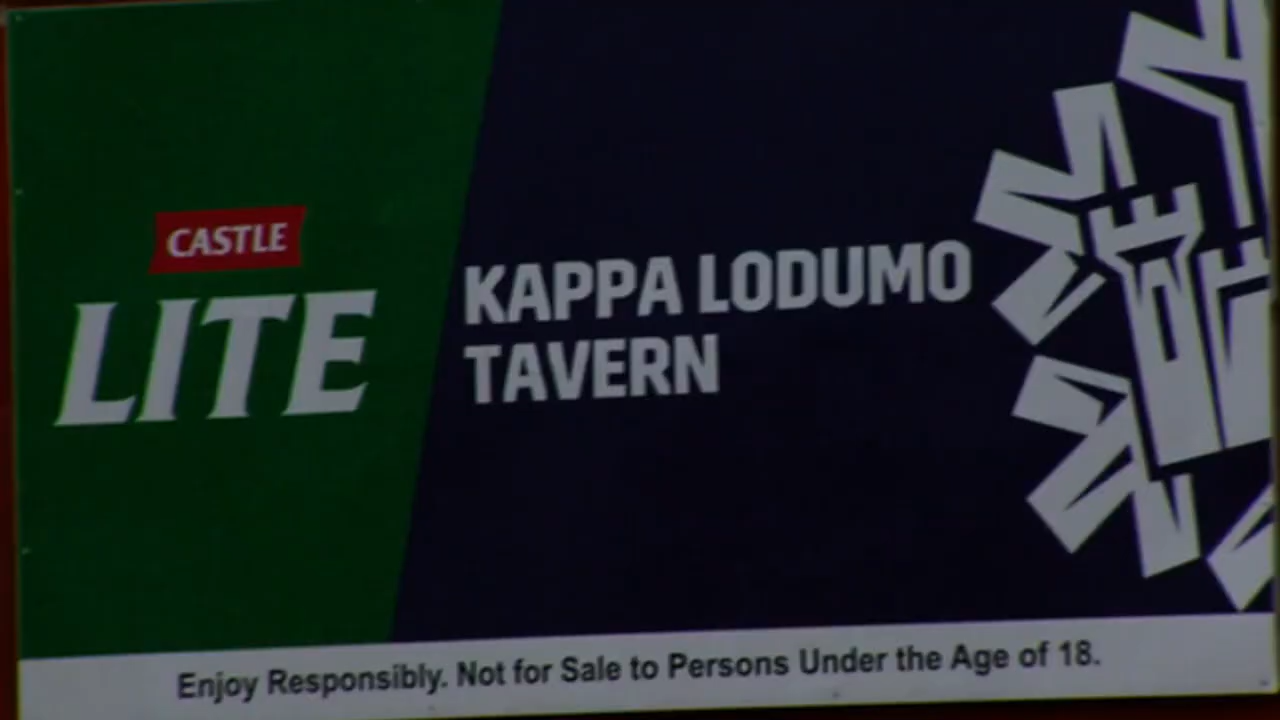 CASTLE
LITE
KAPPA LODUMO
TAVERN
Enjoy Responsibly. Not for Sale to Persons Under the Age of 18.